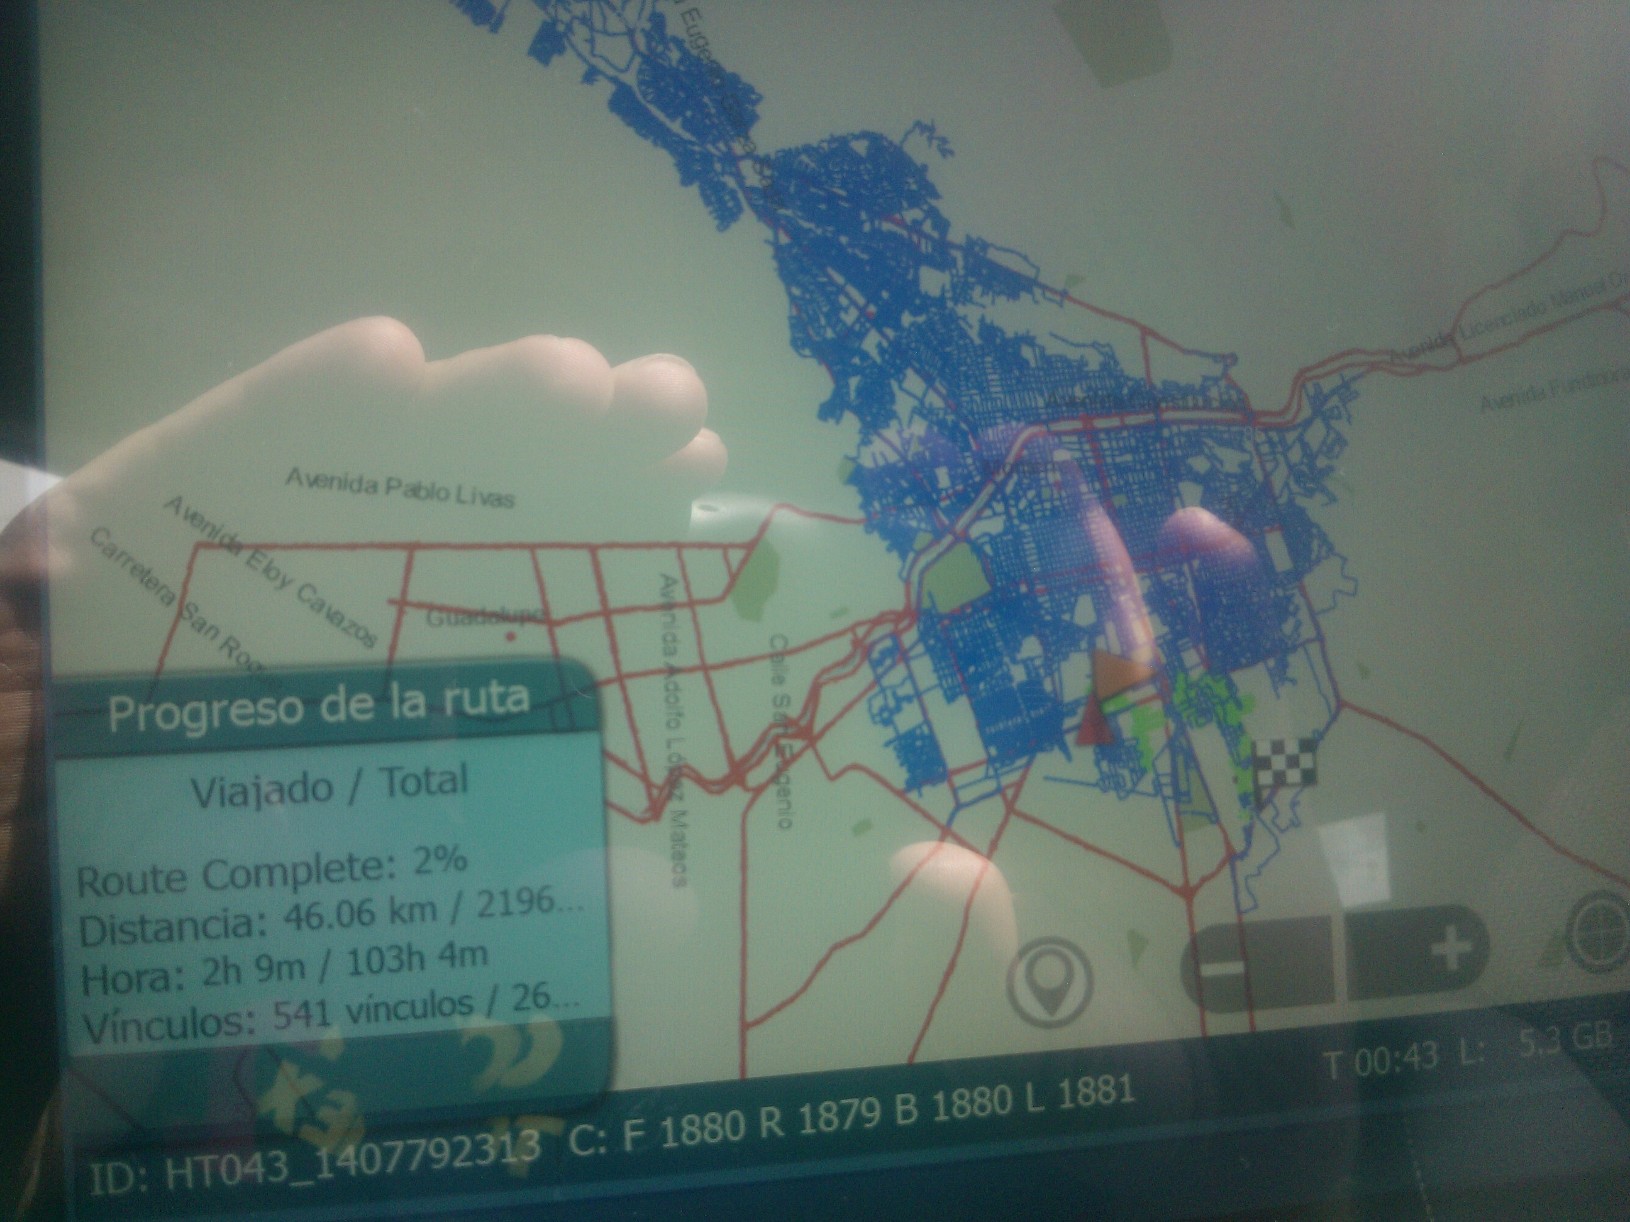 Avenida Pablo Livas
Avenida Eloy Cavazos
Carretera San Roque
Guadalupe
Avenida Adolfo López Mateos
Calle San Eugenio
Avenida Licenciado Manuel
Avenida Fundidora
Progreso de la ruta
Viajado / Total
Route Complete: 2%
Distancia: 46.06 km / 2196...
Hora: 2h 9m / 103h 4m
Vínculos: 541 vínculos / 26...
T 00:43 L: 5.3 GB
ID: HT043_1407792313 C: F 1880 R 1879 B 1880 L 1881